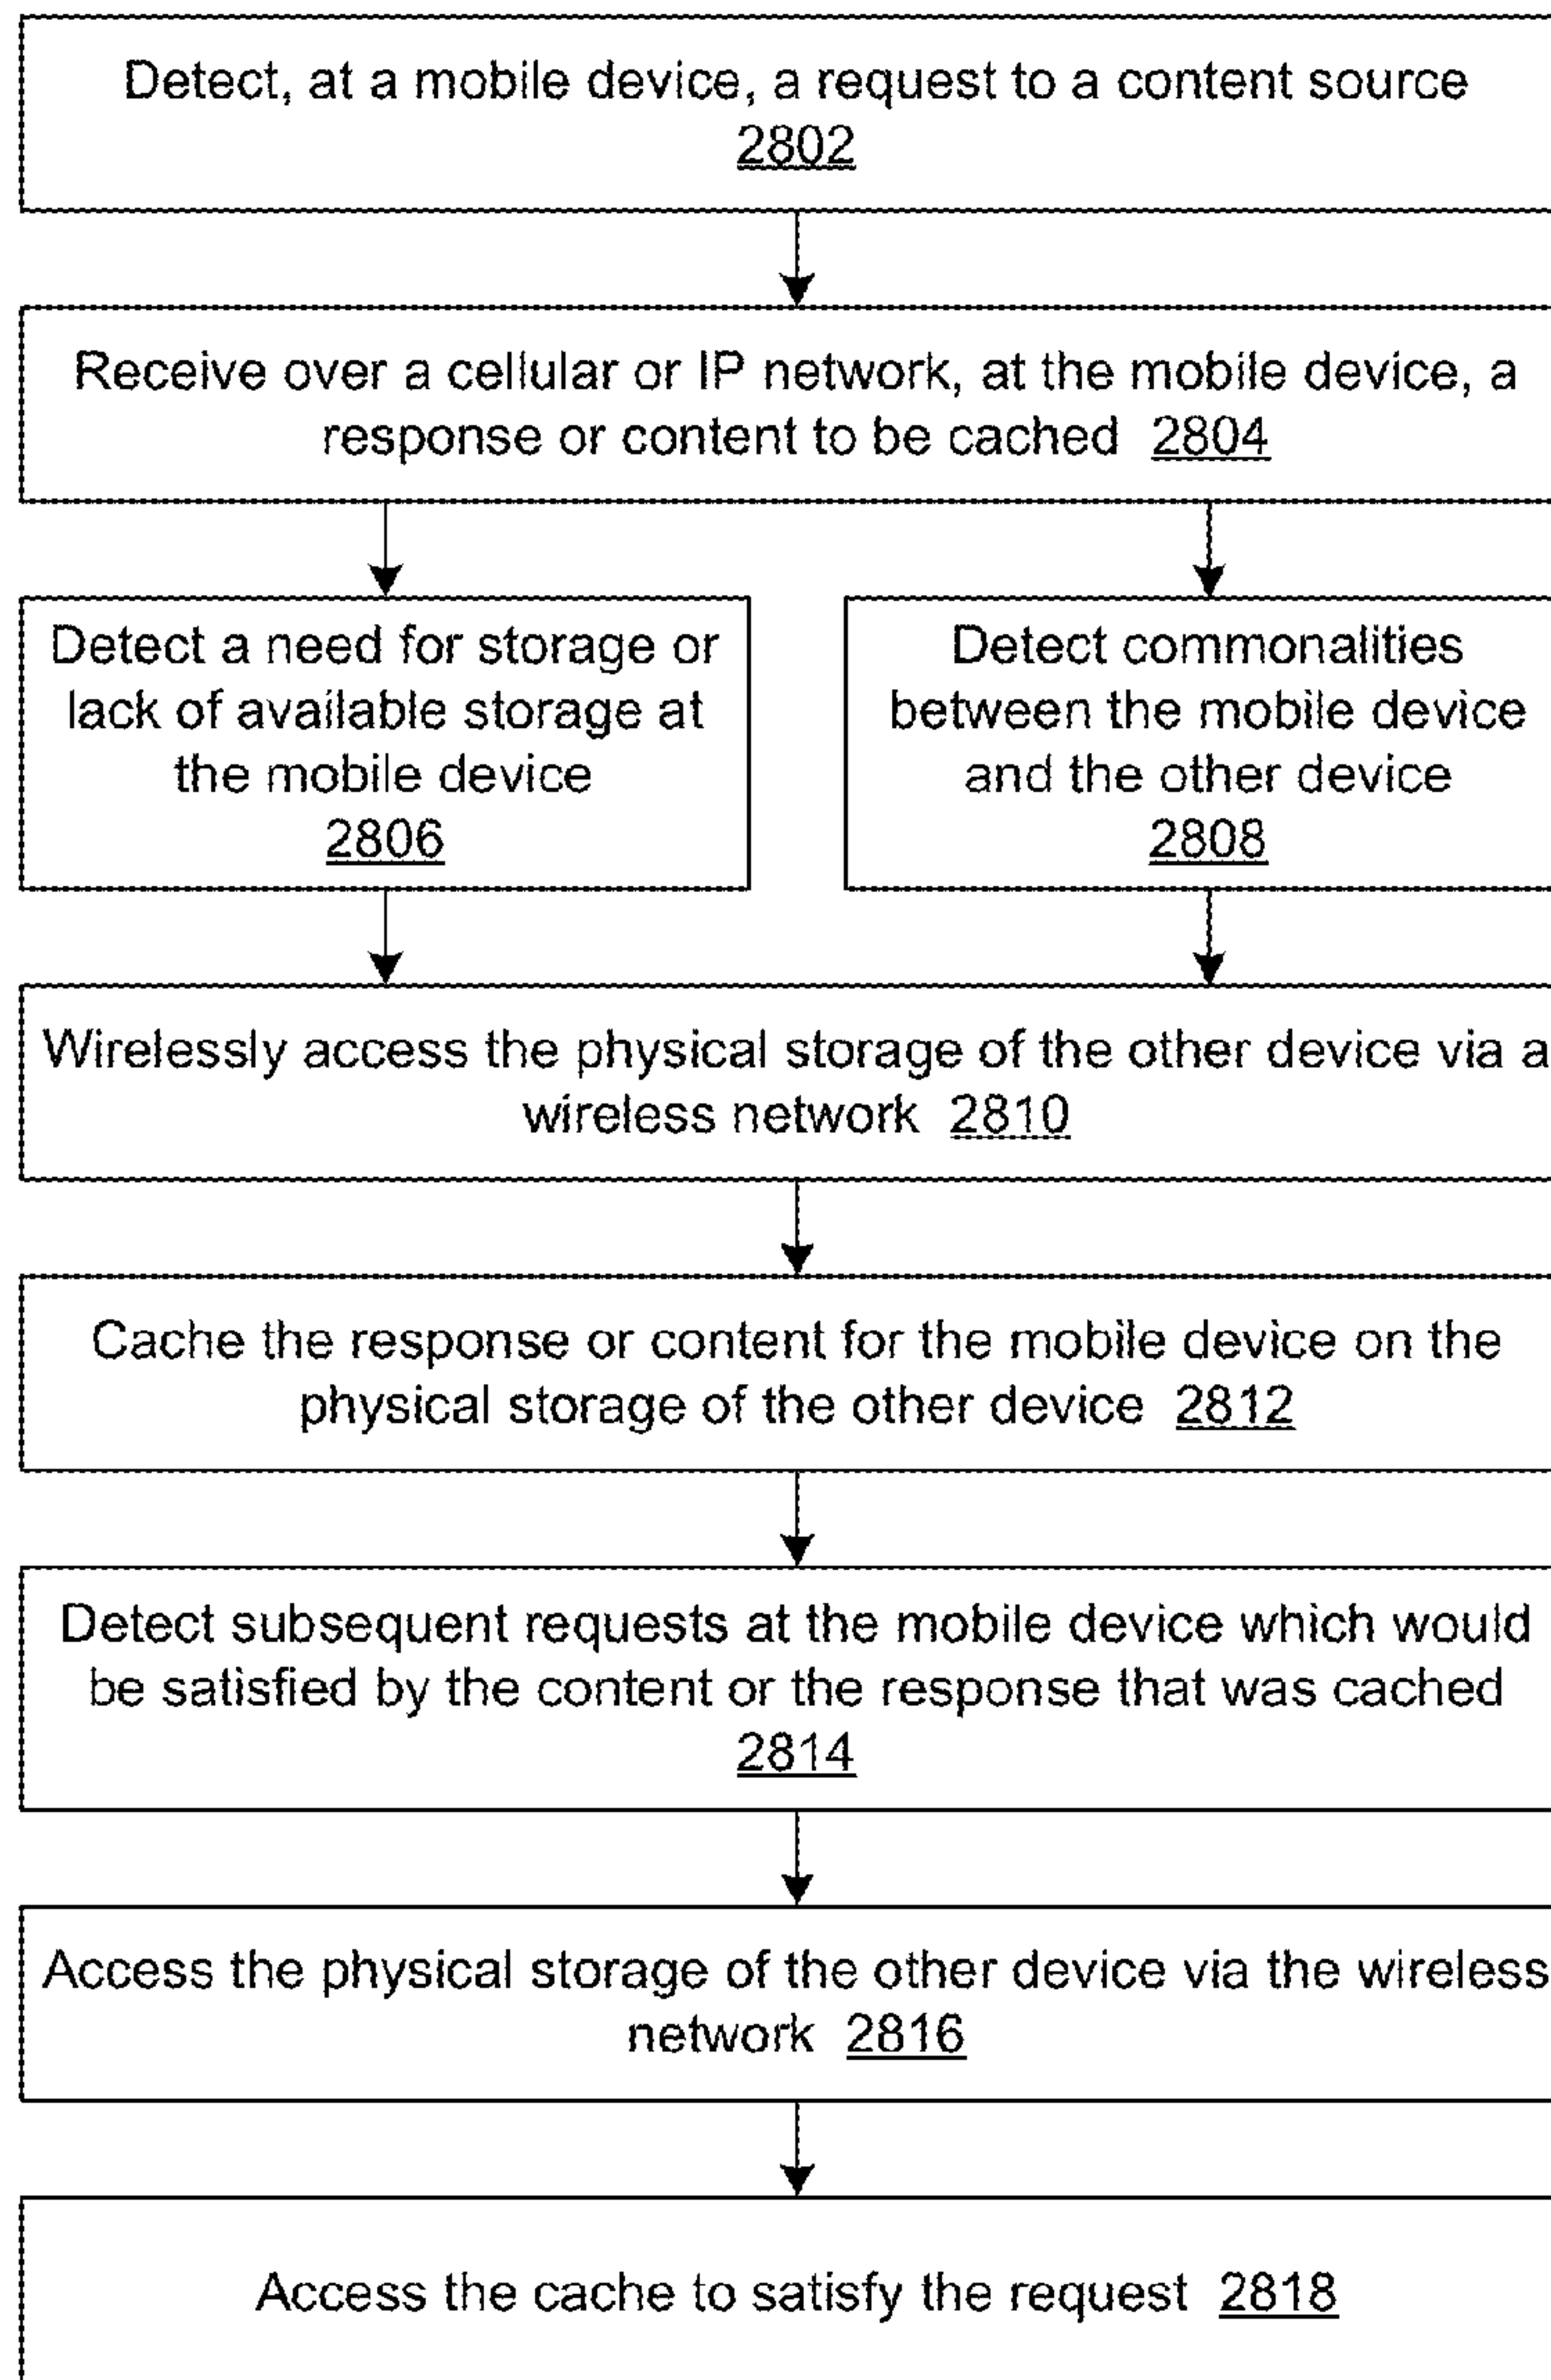 Detect, at a mobile device, a request to a content source
2802
Receive over a cellular or IP network, at the mobile device, a
response or content to be cached 2804
Detect a need for storage or
lack of available storage at
the mobile device
2806
Detect commonalities
between the mobile device
and the other device
2808
Wirelessly access the physical storage of the other device via a
wireless network 2810
Cache the response or content for the mobile device on the
physical storage of the other device 2812
Detect subsequent requests at the mobile device which would
be satisfied by the content or the response that was cached
2814
Access the physical storage of the other device via the wireless
network 2816
Access the cache to satisfy the request 2818